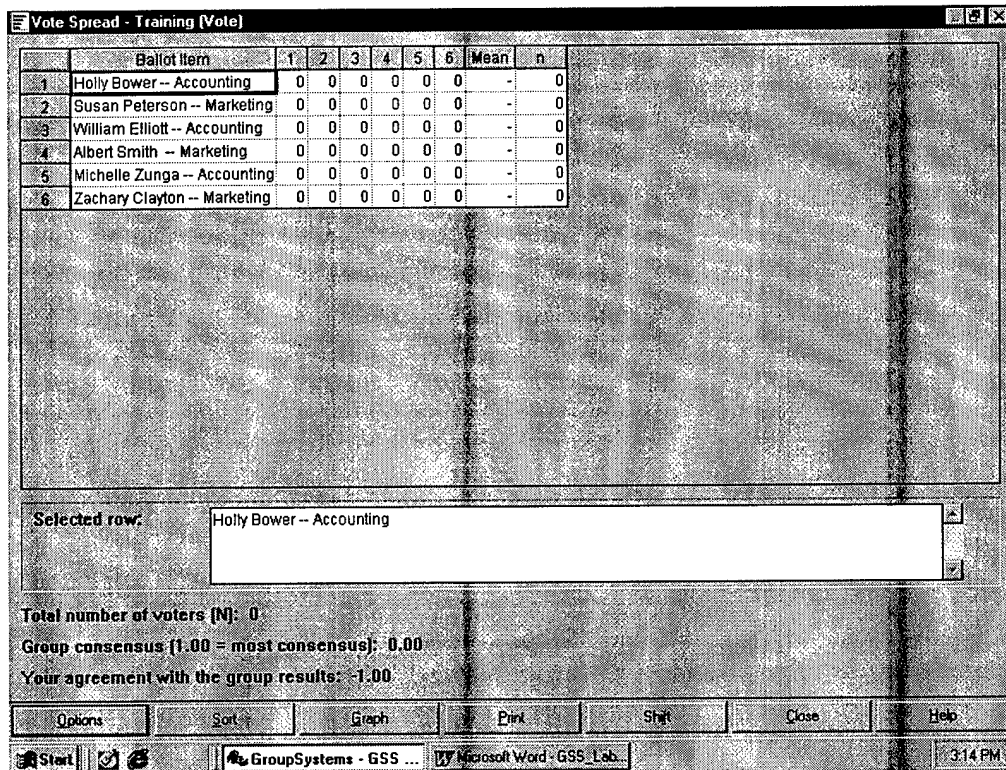 Vote Spread - Training (Vote)
Ballot Item 1 2 3 4 5 6 Mean n
1 Holly Bower -- Accounting 0 0 0 0 0 0 - 0
2 Susan Peterson -- Marketing 0 0 0 0 0 0 - 0
3 William Elliott -- Accounting 0 0 0 0 0 0 - 0
4 Albert Smith -- Marketing 0 0 0 0 0 0 - 0
5 Michelle Zunga -- Accounting 0 0 0 0 0 0 - 0
6 Zachary Clayton -- Marketing 0 0 0 0 0 0 - 0
Selected row: Holly Bower -- Accounting
Total number of voters (N): 0
Group consensus (1.00 = most consensus): 0.00
Your agreement with the group results: -1.00
Options Sort Graph Print Shift Close Help
Start GroupSystems - GSS ... Microsoft Word - GSS_Lab... 3:14 PM